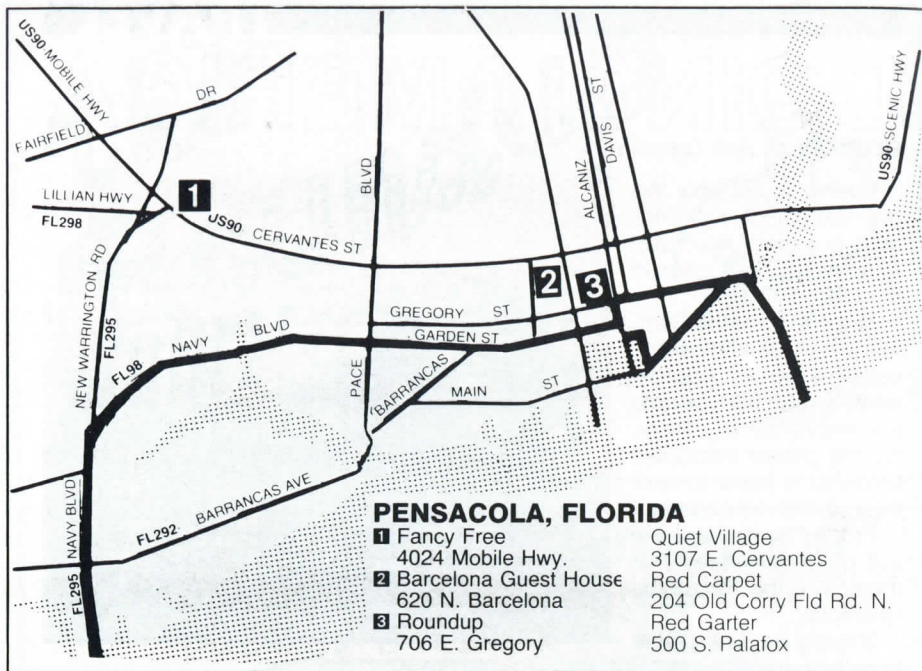 US90 MOBILE HWY
FAIRFIELD DR
LILLIAN HWY
FL298
1
US90 CERVANTES ST
NEW WARRINGTON RD
FL295
FL98 NAVY BLVD
BLVD
PACE
ALCANIZ ST
DAVIS
US90-SCENIC HWY
2
3
GREGORY ST
GARDEN ST
BARRANCAS
MAIN ST
FL292 BARRANCAS AVE
FL295 NAVY BLVD
PENSACOLA, FLORIDA
1 Fancy Free
4024 Mobile Hwy.
2 Barcelona Guest House
620 N. Barcelona
3 Roundup
706 E. Gregory
Quiet Village
3107 E. Cervantes
Red Carpet
204 Old Corry Fld Rd. N.
Red Garter
500 S. Palafox